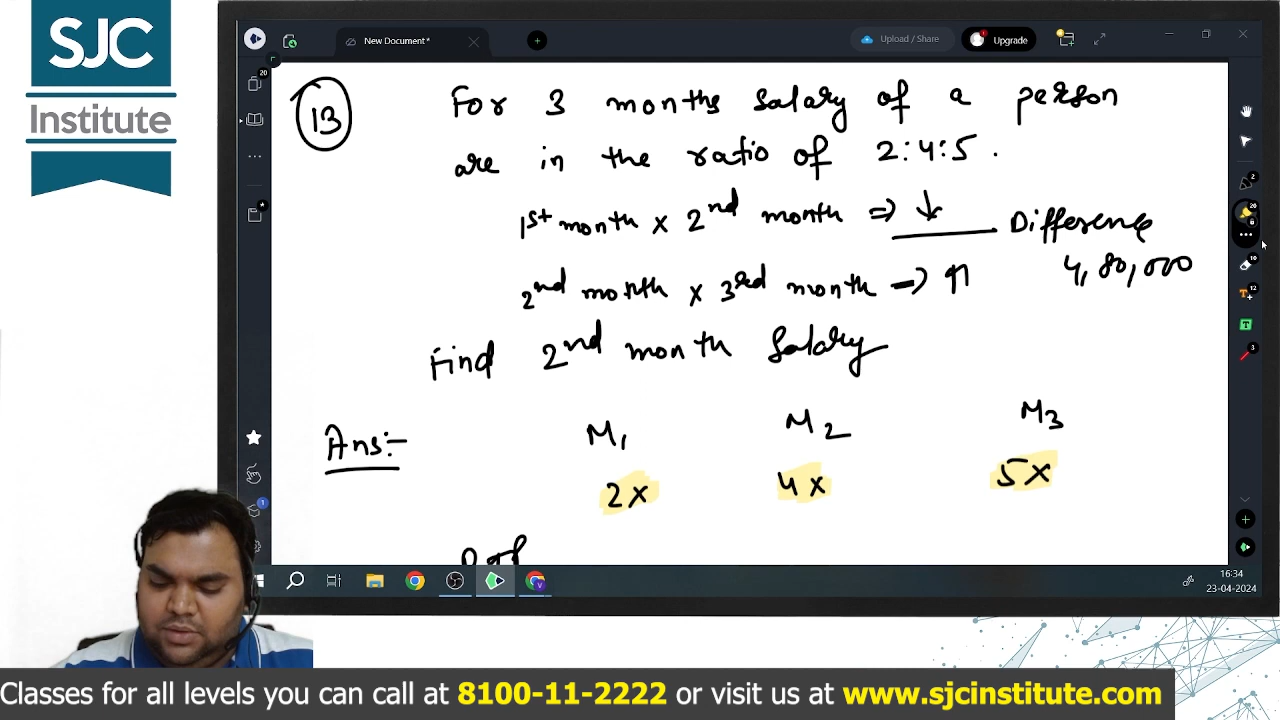 SJC
Institute
New Document*
Upload / Share
Upgrade
13
For 3 months salary of a person
are in the ratio of 2:4:5.
1st month x 2nd month ⇒ ↓
Difference
4,80,000
2nd month x 3rd month → ↑
Find 2nd month Salary
Ans:-
M1 M2 M3
2x 4x 5x
16:34
23-04-2024
Classes for all levels you can call at 8100-11-2222 or visit us at www.sjcinstitute.com